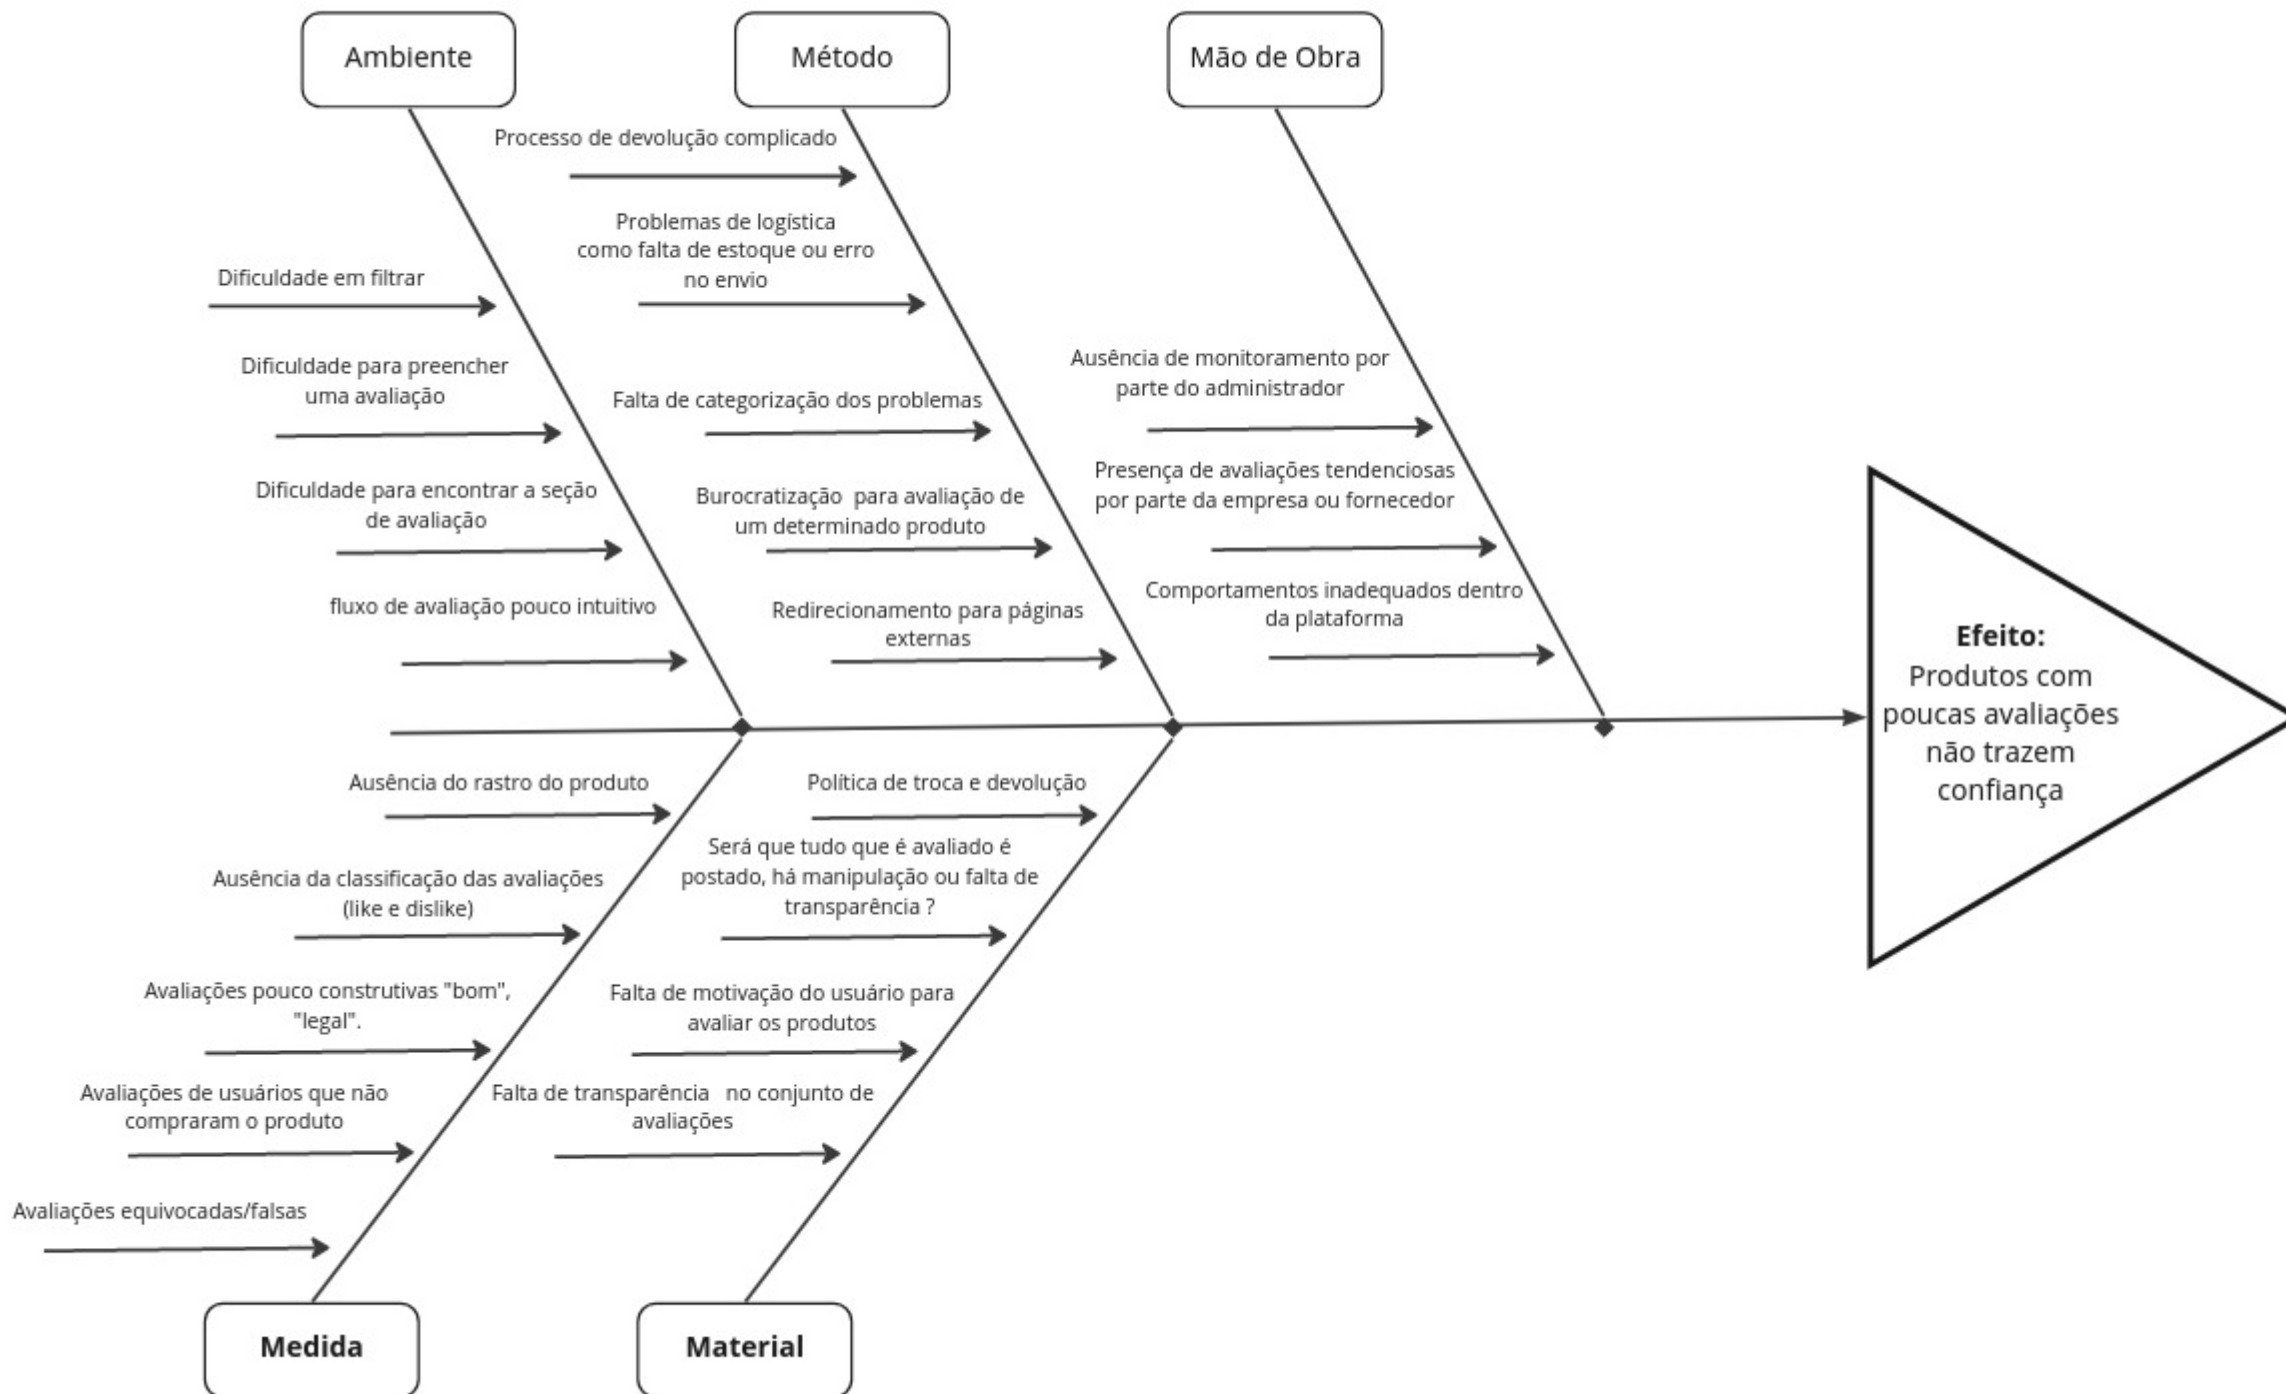 Ambiente
Método
Mão de Obra
Processo de devolução complicado
Problemas de logística
como falta de estoque ou erro
no envio
Dificuldade em filtrar
Dificuldade para preencher
uma avaliação
Falta de categorização dos problemas
Ausência de monitoramento por
parte do administrador
Dificuldade para encontrar a seção
de avaliação
Burocratização  para avaliação de
um determinado produto
Presença de avaliações tendenciosas
por parte da empresa ou fornecedor
fluxo de avaliação pouco intuitivo
Redirecionamento para páginas
externas
Comportamentos inadequados dentro
da plataforma
Efeito:
Produtos com
poucas avaliações
não trazem
confiança
Ausência do rastro do produto
Política de troca e devolução
Ausência da classificação das avaliações
(like e dislike)
Será que tudo que é avaliado é
postado, há manipulação ou falta de
transparência ?
Avaliações pouco construtivas "bom",
"legal".
Falta de motivação do usuário para
avaliar os produtos
Avaliações de usuários que não
compraram o produto
Falta de transparência   no conjunto de
avaliações
Avaliações equivocadas/falsas
Medida
Material